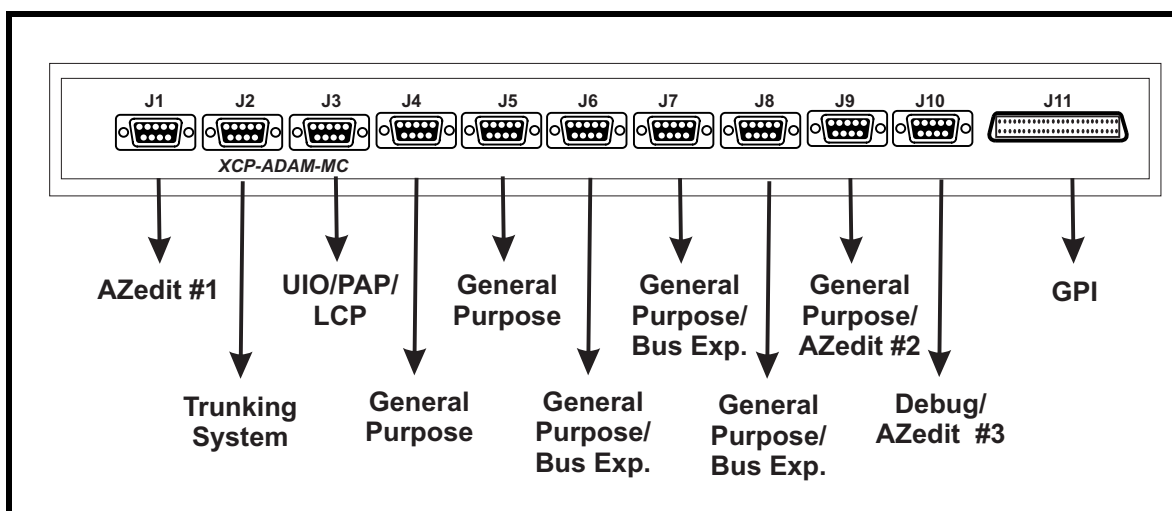 J1 J2 J3 J4 J5 J6 J7 J8 J9 J10 J11
XCP-ADAM-MC
AZedit #1
UIO/PAP/
LCP
General
Purpose
General
Purpose/
Bus Exp.
General
Purpose/
AZedit #2
GPI
Trunking
System
General
Purpose
General
Purpose/
Bus Exp.
General
Purpose/
Bus Exp.
Debug/
AZedit #3